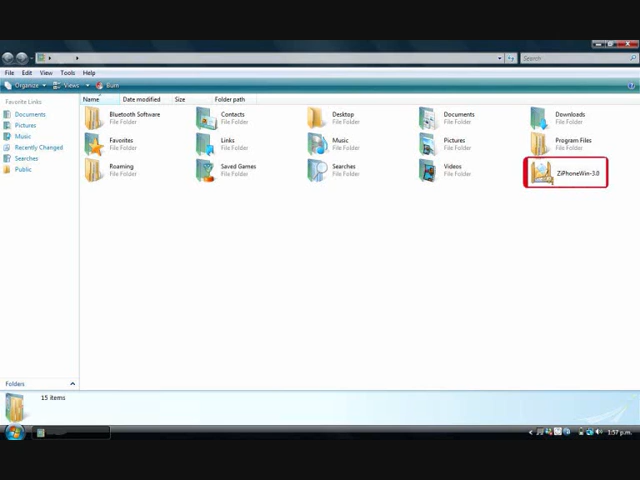 Search
File Edit View Tools Help
Organize Views Burn
Favorite Links
Name Date modified Size Folder path
Documents
Pictures
Music
Recently Changed
Searches
Public
Bluetooth Software
File Folder
Contacts
File Folder
Desktop
File Folder
Documents
File Folder
Downloads
File Folder
Favorites
File Folder
Links
File Folder
Music
File Folder
Pictures
File Folder
Program Files
File Folder
Roaming
File Folder
Saved Games
File Folder
Searches
File Folder
Videos
File Folder
ZiPhoneWin-3.0
Folders
15 items
1:57 p.m.